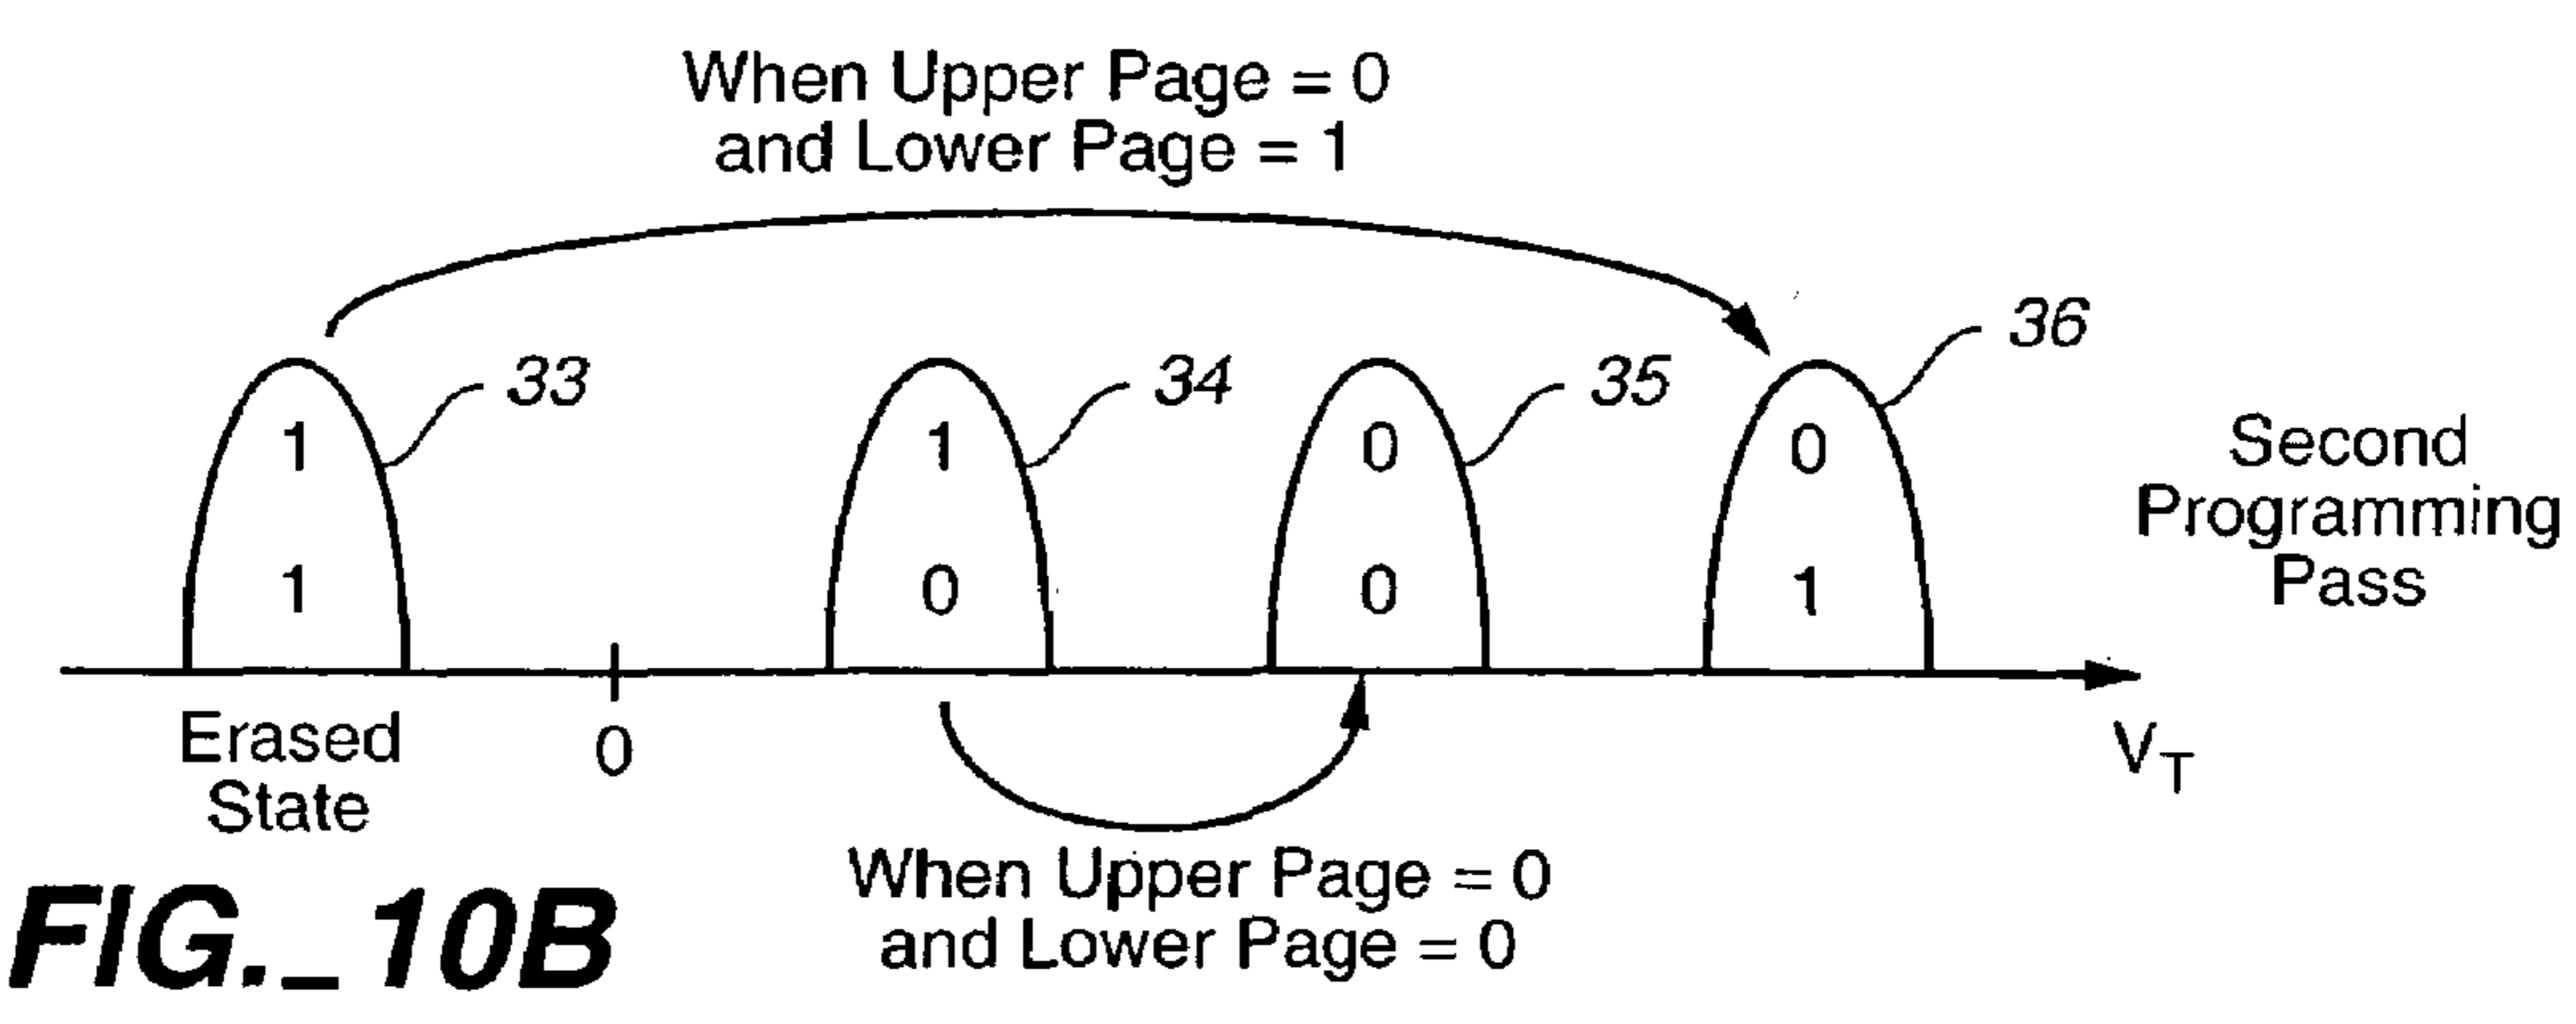 When Upper Page = 0
and Lower Page = 1
33
34
35
36
1
1
1
0
0
0
0
1
Second
Programming
Pass
Erased
State
0
V_T
When Upper Page = 0
and Lower Page = 0
FIG._10B